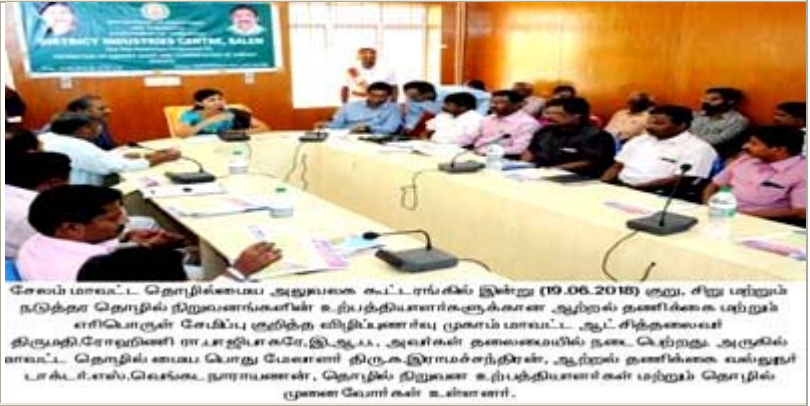 DISTRICT INDUSTRIES CENTRE, SALEM
சேலம் மாவட்ட தொழில்மைய அலுவலக கூட்டரங்கில் இன்று (19.06.2018) குறு, சிறு மற்றும்
நடுத்தர தொழில் நிறுவனங்களின் உற்பத்தியாளர்களுக்கான ஆற்றல் தணிக்கை மற்றும்
எரிபொருள் சேமிப்பு குறித்த விழிப்புணர்வு முகாம் மாவட்ட ஆட்சித்தலைவர்
திருமதி.ரோஹிணி ரா.பாஜிபாகரே,இ.ஆ.ப., அவர்கள் தலைமையில் நடைபெற்றது. அருகில்
மாவட்ட தொழில் மைய பொது மேலாளர் திரு.க.இராமச்சந்திரன், ஆற்றல் தணிக்கை வல்லுநர்
டாக்டர்.எஸ்.வெங்கடநாராயணன், தொழில் நிறுவன உற்பத்தியாளர்கள் மற்றும் தொழில்
முனைவோர்கள் உள்ளனர்.